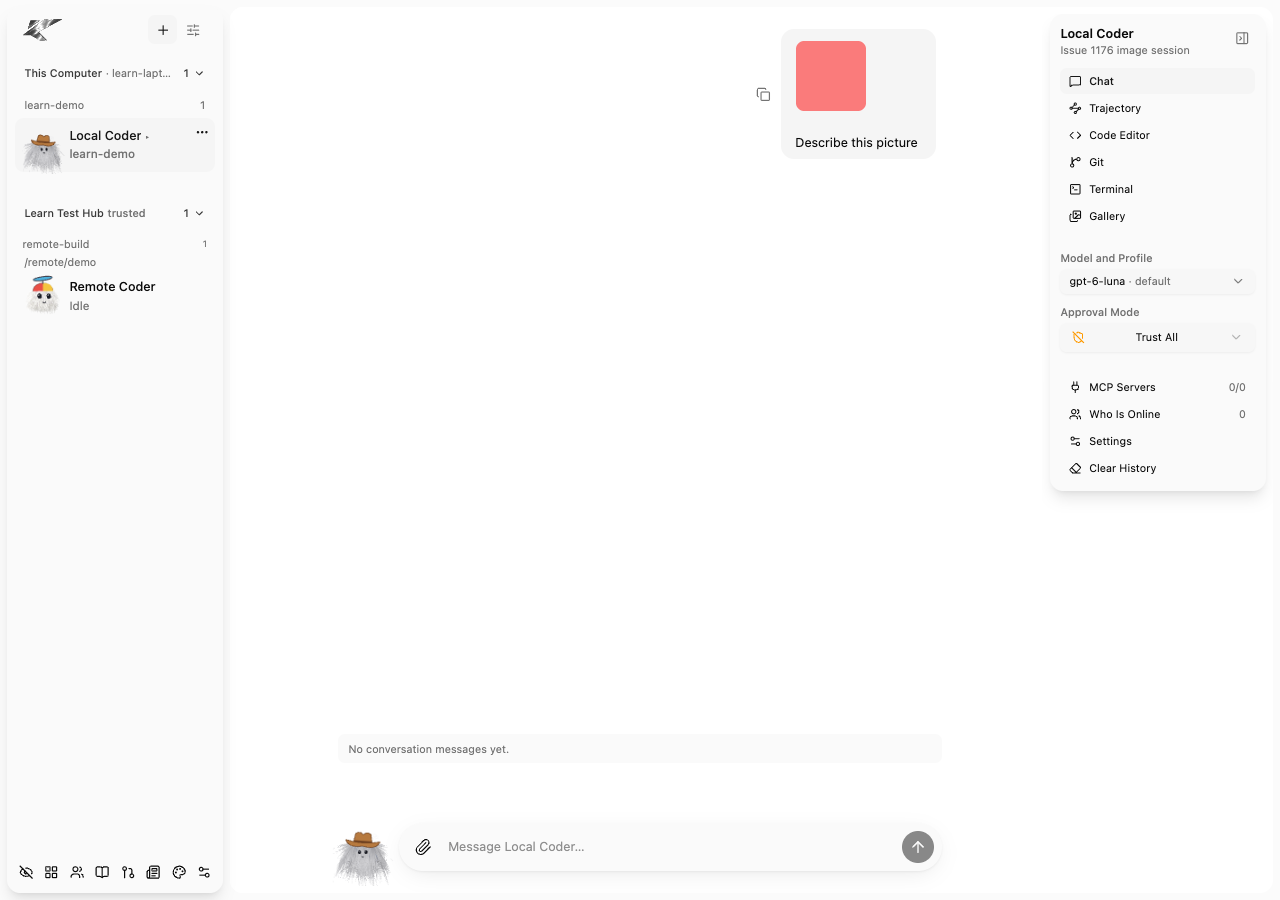 This Computer · learn-lapt... 1
learn-demo 1
Local Coder
learn-demo
Learn Test Hub trusted 1
remote-build 1
/remote/demo
Remote Coder
Idle
Describe this picture
No conversation messages yet.
Message Local Coder...
Local Coder
Issue 1176 image session
Chat
Trajectory
Code Editor
Git
Terminal
Gallery
Model and Profile
gpt-6-luna · default
Approval Mode
Trust All
MCP Servers 0/0
Who Is Online 0
Settings
Clear History